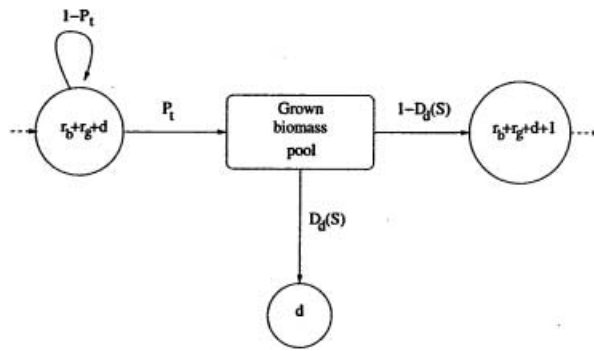 1-P_t
r_b+r_g+d
P_t
Grown
biomass
pool
1-D_d(S)
r_b+r_g+d+1
D_d(S)
d